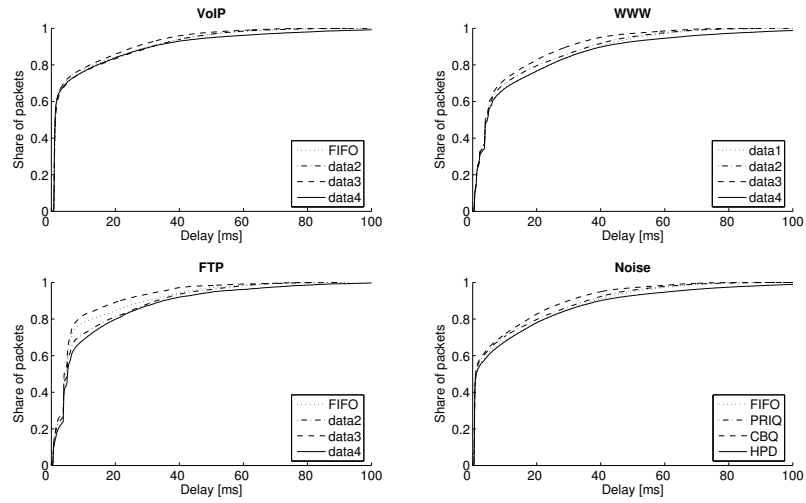 VoIP
1
0.8
0.6
0.4
0.2
0
Share of packets
FIFO
data2
data3
data4
0 20 40 60 80 100
Delay [ms]
WWW
1
0.8
0.6
0.4
0.2
0
Share of packets
data1
data2
data3
data4
0 20 40 60 80 100
Delay [ms]
FTP
1
0.8
0.6
0.4
0.2
0
Share of packets
FIFO
data2
data3
data4
0 20 40 60 80 100
Delay [ms]
Noise
1
0.8
0.6
0.4
0.2
0
Share of packets
FIFO
PRIQ
CBQ
HPD
0 20 40 60 80 100
Delay [ms]